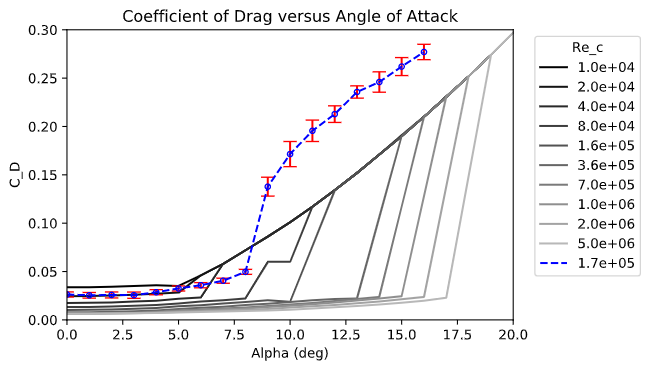 Coefficient of Drag versus Angle of Attack
0.30
0.25
0.20
0.15
0.10
0.05
0.00
C_D
0.0 2.5 5.0 7.5 10.0 12.5 15.0 17.5 20.0
Alpha (deg)
Re_c
1.0e+04
2.0e+04
4.0e+04
8.0e+04
1.6e+05
3.6e+05
7.0e+05
1.0e+06
2.0e+06
5.0e+06
1.7e+05